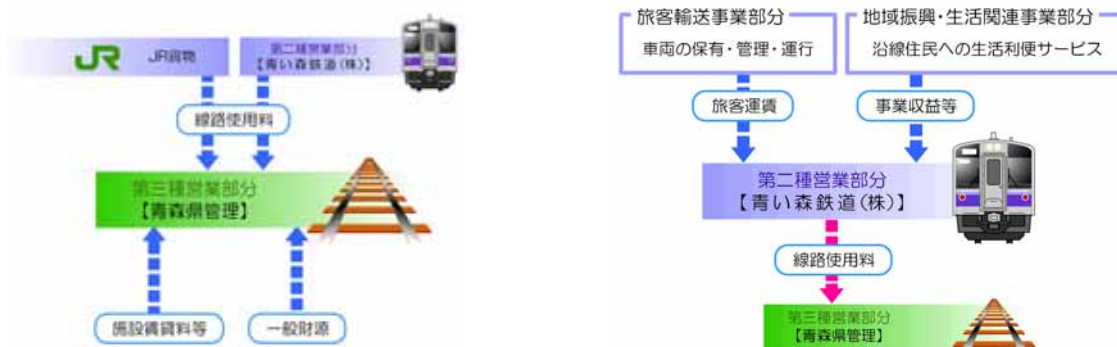 JR JR貨物
第二種営業部分
【青い森鉄道(株)】
線路使用料
第三種営業部分
【青森県管理】
施設賃貸料等
一般財源
旅客輸送事業部分
車両の保有・管理・運行
地域振興・生活関連事業部分
沿線住民への生活利便サービス
旅客運賃
事業収益等
第二種営業部分
【青い森鉄道(株)】
線路使用料
第三種営業部分
【青森県管理】